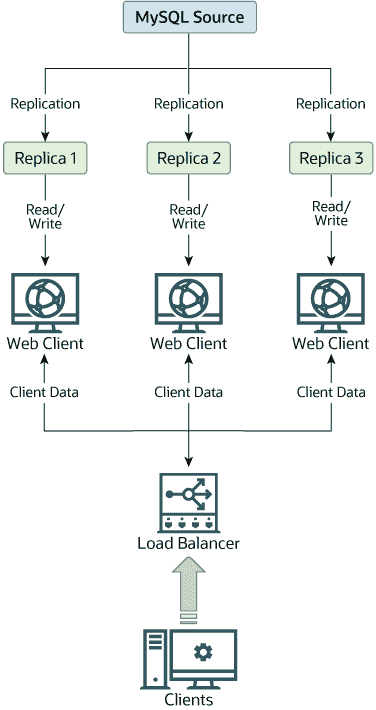 MySQL Source
Replication
Replication
Replication
Replica 1
Replica 2
Replica 3
Read/
Write
Read/
Write
Read/
Write
Web Client
Web Client
Web Client
Client Data
Client Data
Client Data
Load Balancer
Clients